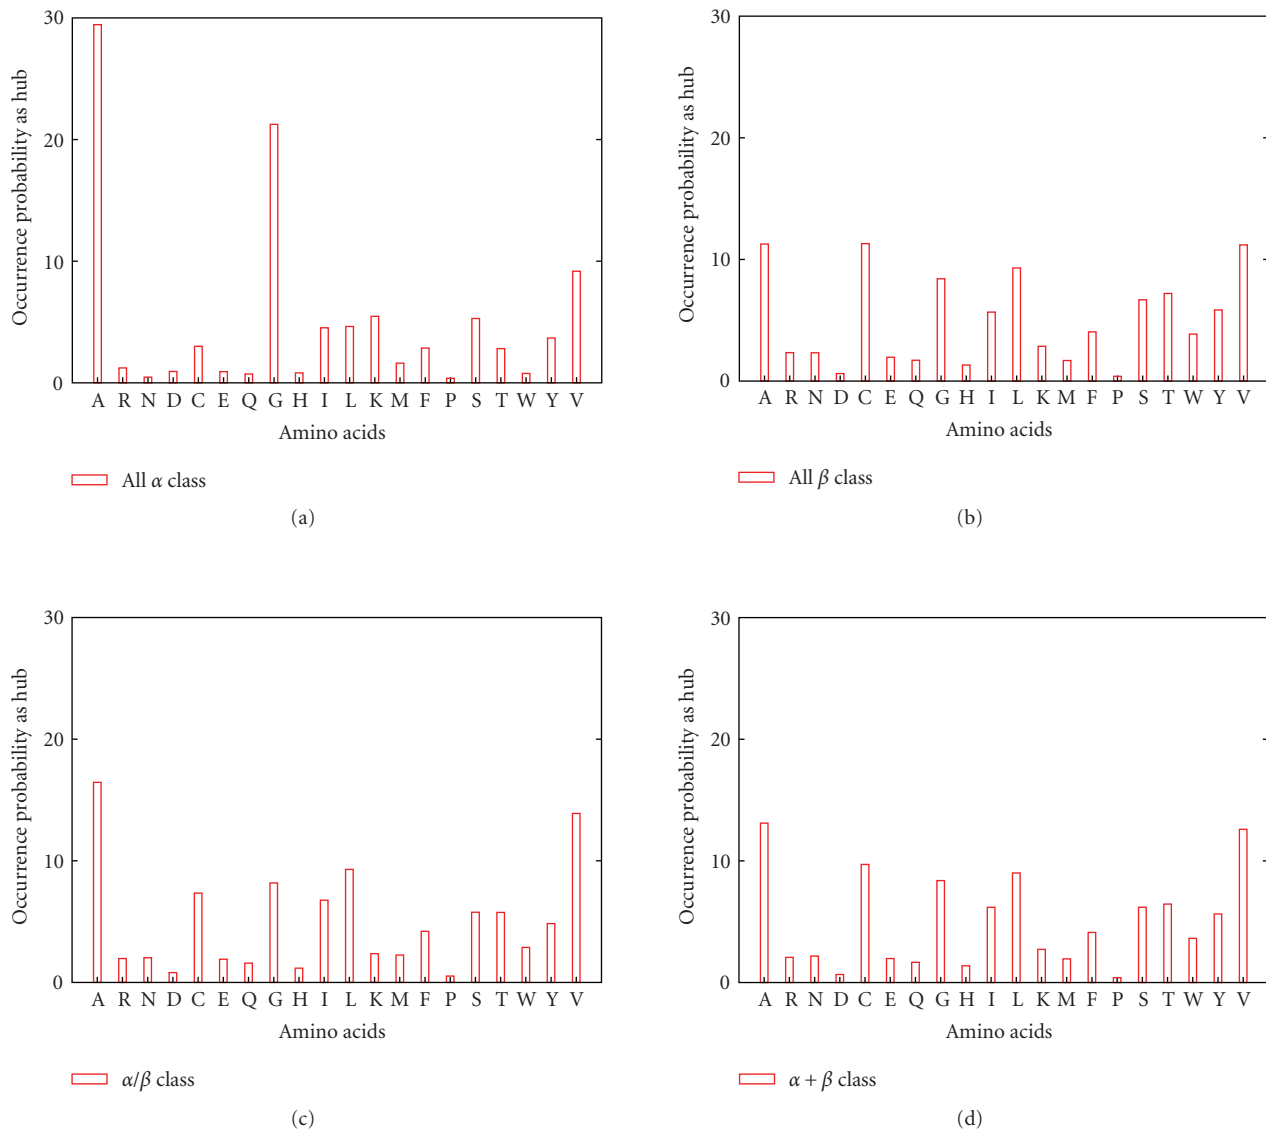 30
20
10
0
Occurrence probability as hub
A R N D C E Q G H I L K M F P S T W Y V
Amino acids
All α class
(a)
30
20
10
0
Occurrence probability as hub
A R N D C E Q G H I L K M F P S T W Y V
Amino acids
All β class
(b)
30
20
10
0
Occurrence probability as hub
A R N D C E Q G H I L K M F P S T W Y V
Amino acids
α/β class
(c)
30
20
10
0
Occurrence probability as hub
A R N D C E Q G H I L K M F P S T W Y V
Amino acids
α + β class
(d)